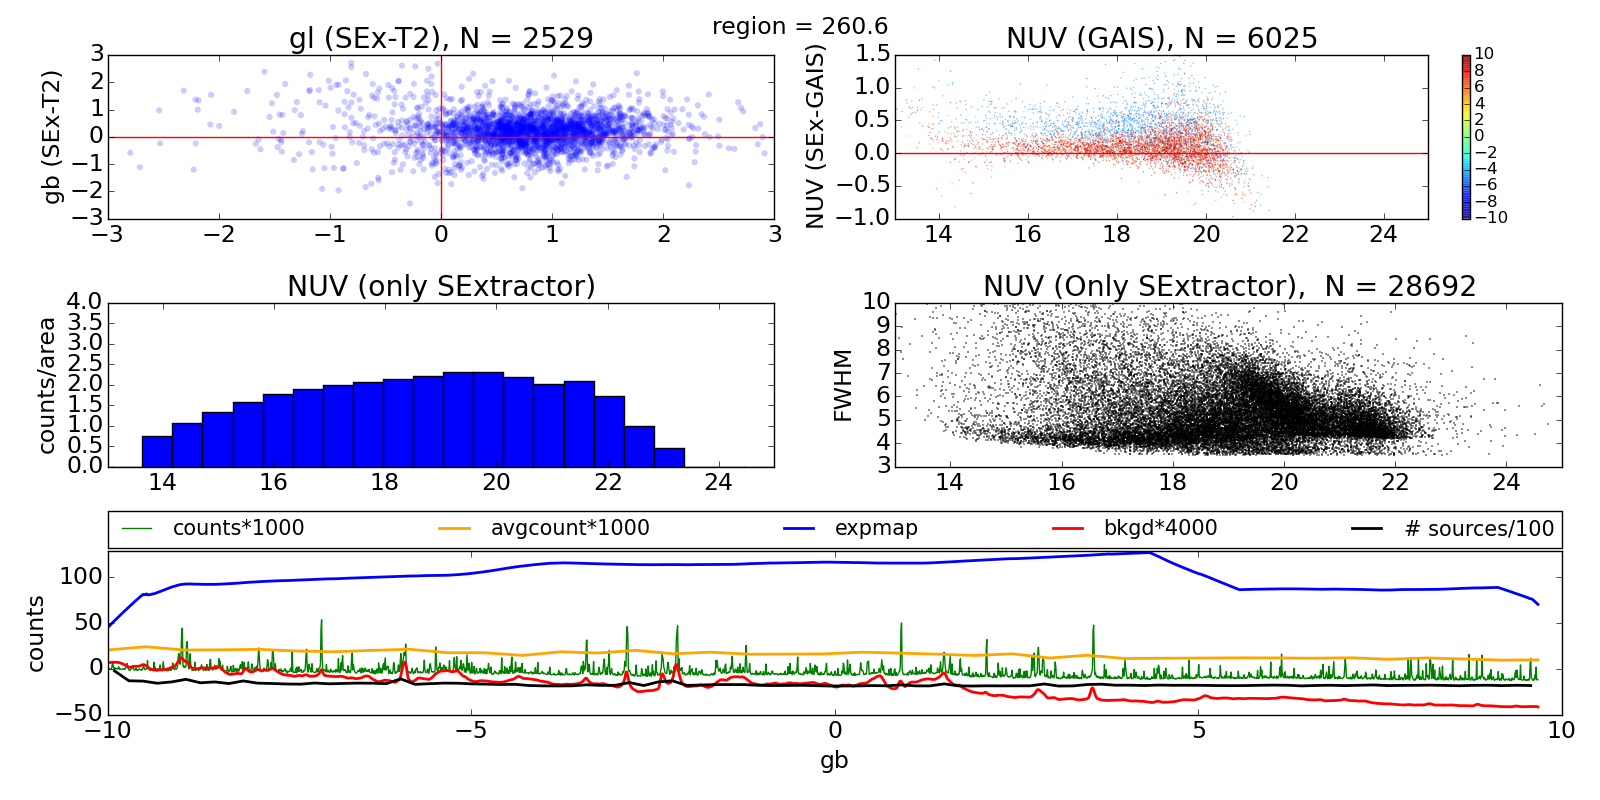 region = 260.6
gl (SEx-T2), N = 2529
gb (SEx-T2)
3
2
1
0
−1
−2
−3
−3 −2 −1 0 1 2 3
NUV (GAIS), N = 6025
NUV (SEx-GAIS)
1.5
1.0
0.5
0.0
−0.5
−1.0
14 16 18 20 22 24
10
8
6
4
2
0
−2
−4
−6
−8
−10
NUV (only SExtractor)
counts/area
4.0
3.5
3.0
2.5
2.0
1.5
1.0
0.5
0.0
14 16 18 20 22 24
NUV (Only SExtractor),  N = 28692
FWHM
10
9
8
7
6
5
4
3
14 16 18 20 22 24
counts*1000 avgcount*1000 expmap bkgd*4000 # sources/100
counts
100
50
0
−50
−10 −5 0 5 10
gb